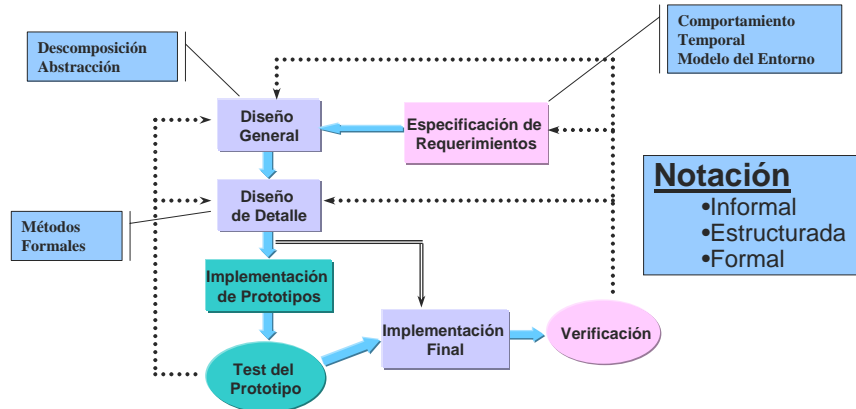 Descomposición
Abstracción
Comportamiento
Temporal
Modelo del Entorno
Diseño
General
Especificación de
Requerimientos
Diseño
de Detalle
Métodos
Formales
Notación
•Informal
•Estructurada
•Formal
Implementación
de Prototipos
Implementación
Final
Verificación
Test del
Prototipo